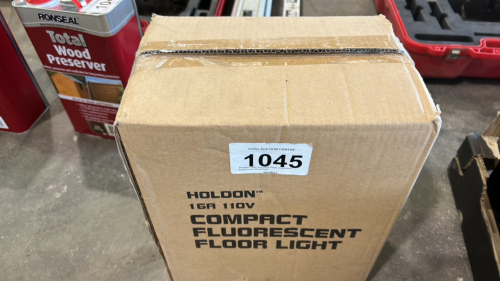 RONSEAL
Total
Wood
Preserver
1045
HOLDON™
16A 110V
COMPACT
FLUORESCENT
FLOOR LIGHT